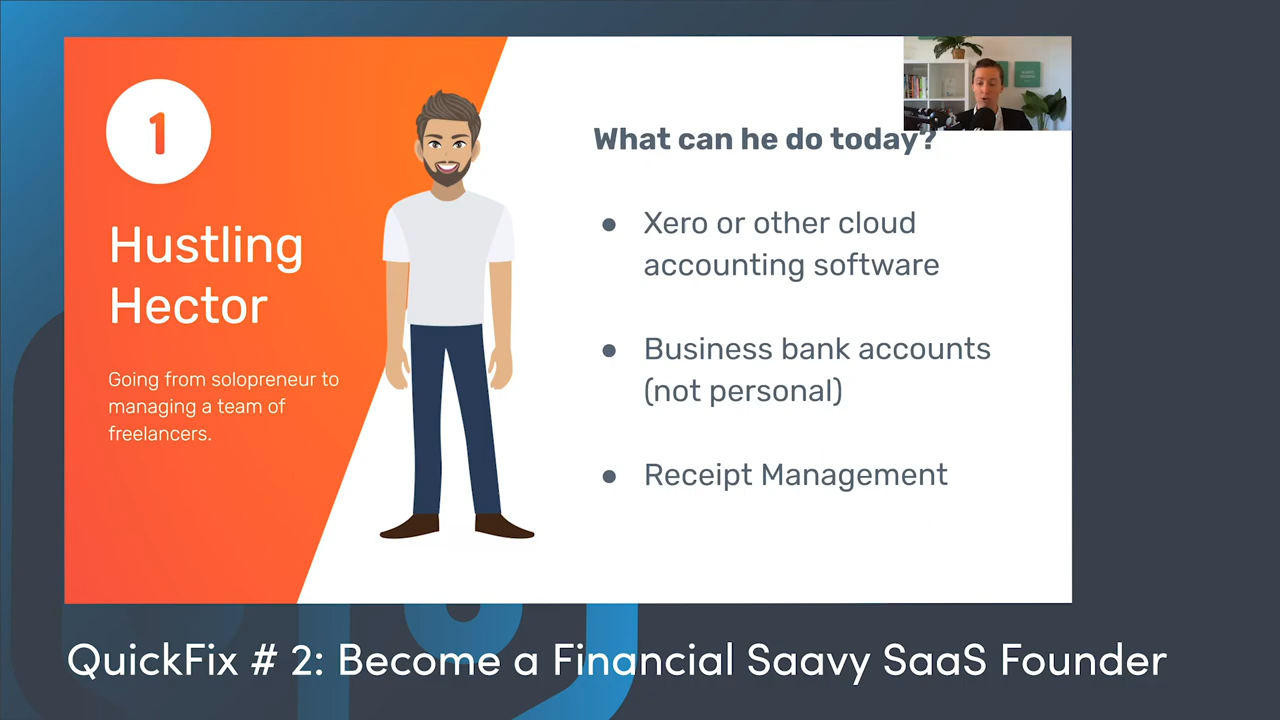 1
Hustling
Hector
Going from solopreneur to
managing a team of
freelancers.
What can he do today?
● Xero or other cloud
accounting software
● Business bank accounts
(not personal)
● Receipt Management
QuickFix # 2: Become a Financial Saavy SaaS Founder